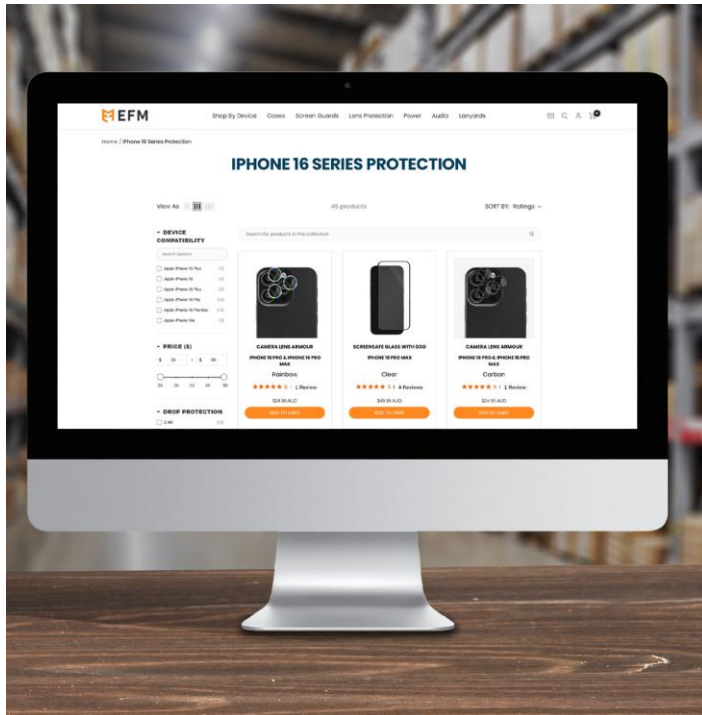 EFM
Shop By Device Cases Screen Guards Lens Protection Power Audio Lanyards
Home / iPhone 16 Series Protection
IPHONE 16 SERIES PROTECTION
View As
products
SORT BY: Ratings
DEVICE COMPATIBILITY
Search for products in this collection
Search options
Apple iPhone 16 Plus
Apple iPhone 16
Apple iPhone 15 Plus
Apple iPhone 16 Pro
Apple iPhone 16 Pro Max
PRICE ($)
DROP PROTECTION
CAMERA LENS ARMOUR
IPHONE 16 PRO & IPHONE 16 PRO MAX
Rainbow
1 Review
$24.95 AUD
ADD TO CART
SCREENSAFE GLASS WITH D3O
IPHONE 16 PRO MAX
Clear
4 Reviews
$49.95 AUD
ADD TO CART
CAMERA LENS ARMOUR
IPHONE 16 PRO & IPHONE 16 PRO MAX
Carbon
1 Review
$24.95 AUD
ADD TO CART